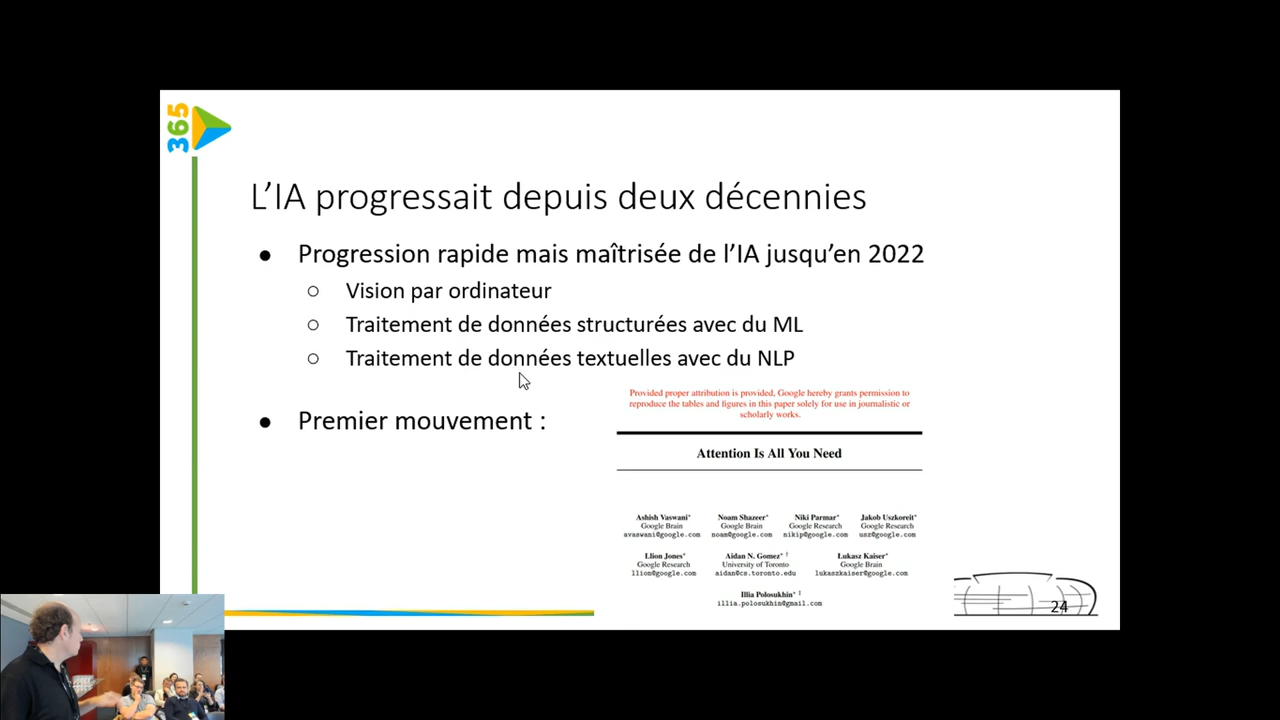 365
L’IA progressait depuis deux décennies
● Progression rapide mais maîtrisée de l’IA jusqu’en 2022
○ Vision par ordinateur
○ Traitement de données structurées avec du ML
○ Traitement de données textuelles avec du NLP
● Premier mouvement :
Provided proper attribution is provided, Google hereby grants permission to
reproduce the tables and figures in this paper solely for use in journalistic or
scholarly works.
Attention Is All You Need
Ashish Vaswani* Noam Shazeer* Niki Parmar* Jakob Uszkoreit*
Google Brain Google Brain Google Research Google Research
avaswani@google.com noam@google.com nikip@google.com usz@google.com
Llion Jones* Aidan N. Gomez* † Łukasz Kaiser*
Google Research University of Toronto Google Brain
llion@google.com aidan@cs.toronto.edu lukaszkaiser@google.com
Illia Polosukhin* ‡
illia.polosukhin@gmail.com
24